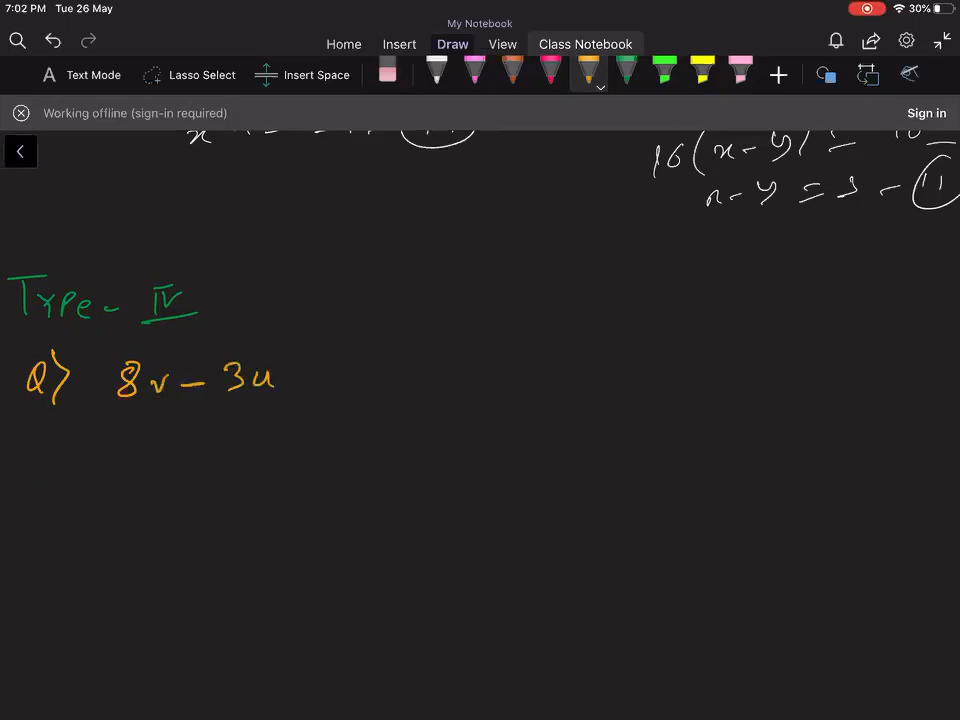 7:02 PM Tue 26 May 30%
My Notebook
Home Insert Draw View Class Notebook
Text Mode Lasso Select Insert Space
Working offline (sign-in required) Sign in
16(x-y)
x-y = 3 - 11
Type - IV
Q) 8v - 3u